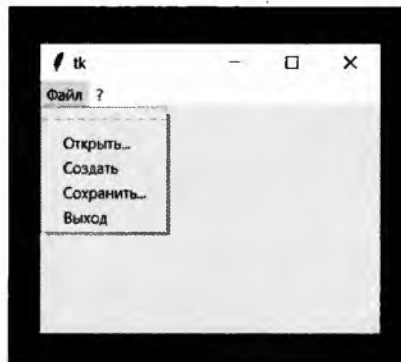 tk
Файл ?
Открыть...
Создать
Сохранить...
Выход